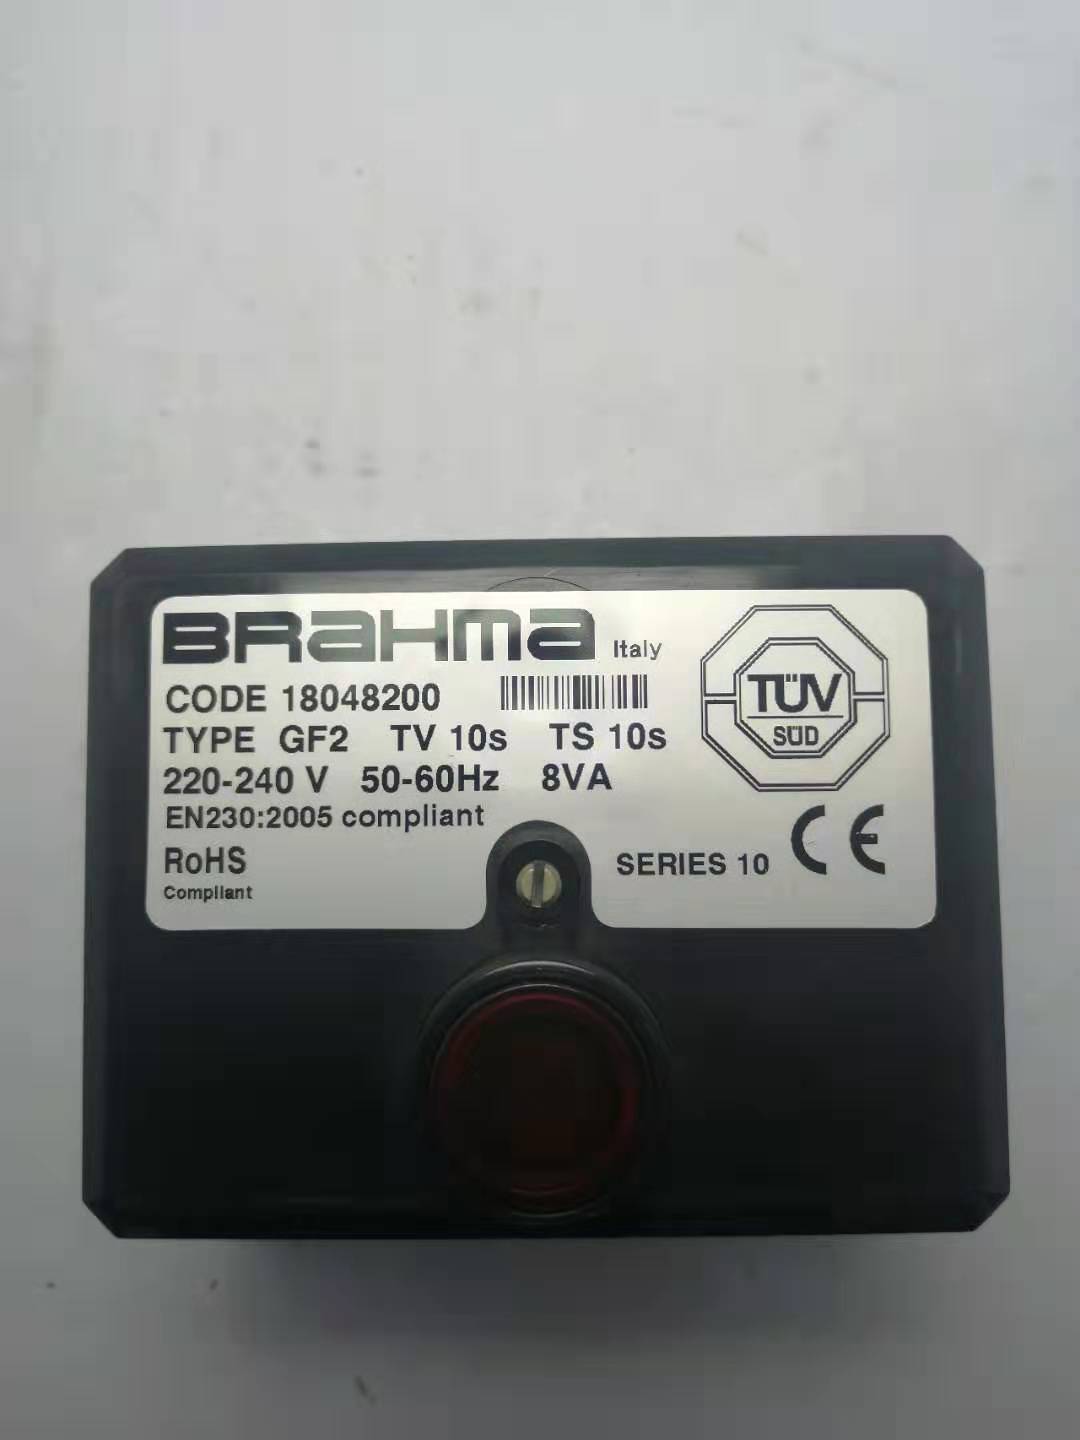 BRAHMA Italy
CODE 18048200
TYPE GF2 TV 10s TS 10s
220-240 V 50-60Hz 8VA
EN230:2005 compliant
RoHS
Compliant
SERIES 10 CE
TÜV
SÜD